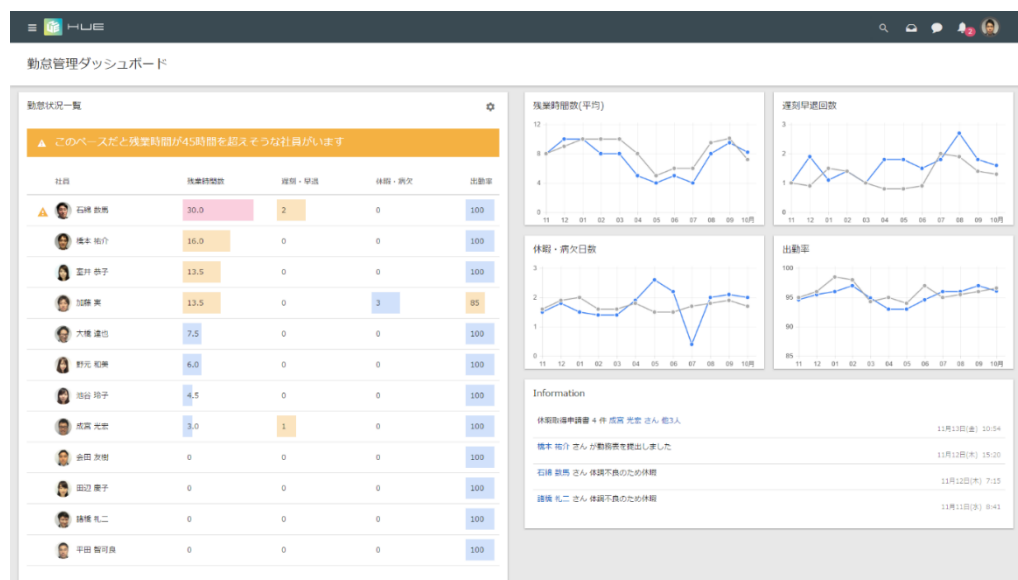 HUE
2
勤怠管理ダッシュボード
勤怠状況一覧
このペースだと残業時間が45時間を超えそうな社員がいます
社員 残業時間数 遅刻・早退 休暇・病欠 出勤率
石綿 数馬 30.0 2 0 100
橋本 祐介 16.0 0 0 100
室井 恭子 13.5 0 0 100
加藤 実 13.5 0 3 85
大橋 達也 7.5 0 0 100
野元 和美 6.0 0 0 100
池谷 玲子 4.5 0 0 100
成宮 光宏 3.0 1 0 100
会田 友樹 0 0 0 100
田辺 慶子 0 0 0 100
諸橋 礼二 0 0 0 100
平田 智可良 0 0 0 100
残業時間数(平均)
12
8
4
0
11 12 01 02 03 04 05 06 07 08 09 10月
遅刻早退回数
3
2
1
0
11 12 01 02 03 04 05 06 07 08 09 10月
休暇・病欠日数
3
2
1
0
11 12 01 02 03 04 05 06 07 08 09 10月
出勤率
100
95
90
85
11 12 01 02 03 04 05 06 07 08 09 10月
Information
休暇取得申請書 4 件 成宮 光宏 さん 他3人
11月13日(金) 10:54
橋本 祐介 さん が勤務表を提出しました
11月12日(木) 15:20
石綿 数馬 さん 体調不良のため休暇
11月12日(木) 7:15
諸橋 礼二 さん 体調不良のため休暇
11月11日(水) 8:41